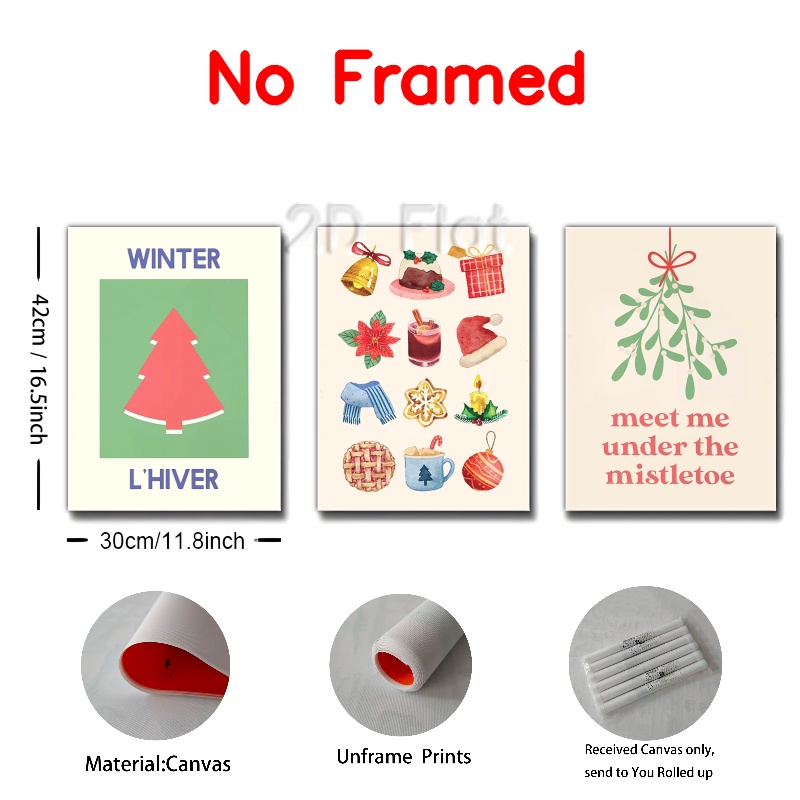 No Framed
2D Flat
WINTER
L'HIVER
meet me
under the
mistletoe
42cm / 16.5inch
30cm/11.8inch
Material:Canvas
Unframe Prints
Received Canvas only,
send to You Rolled up